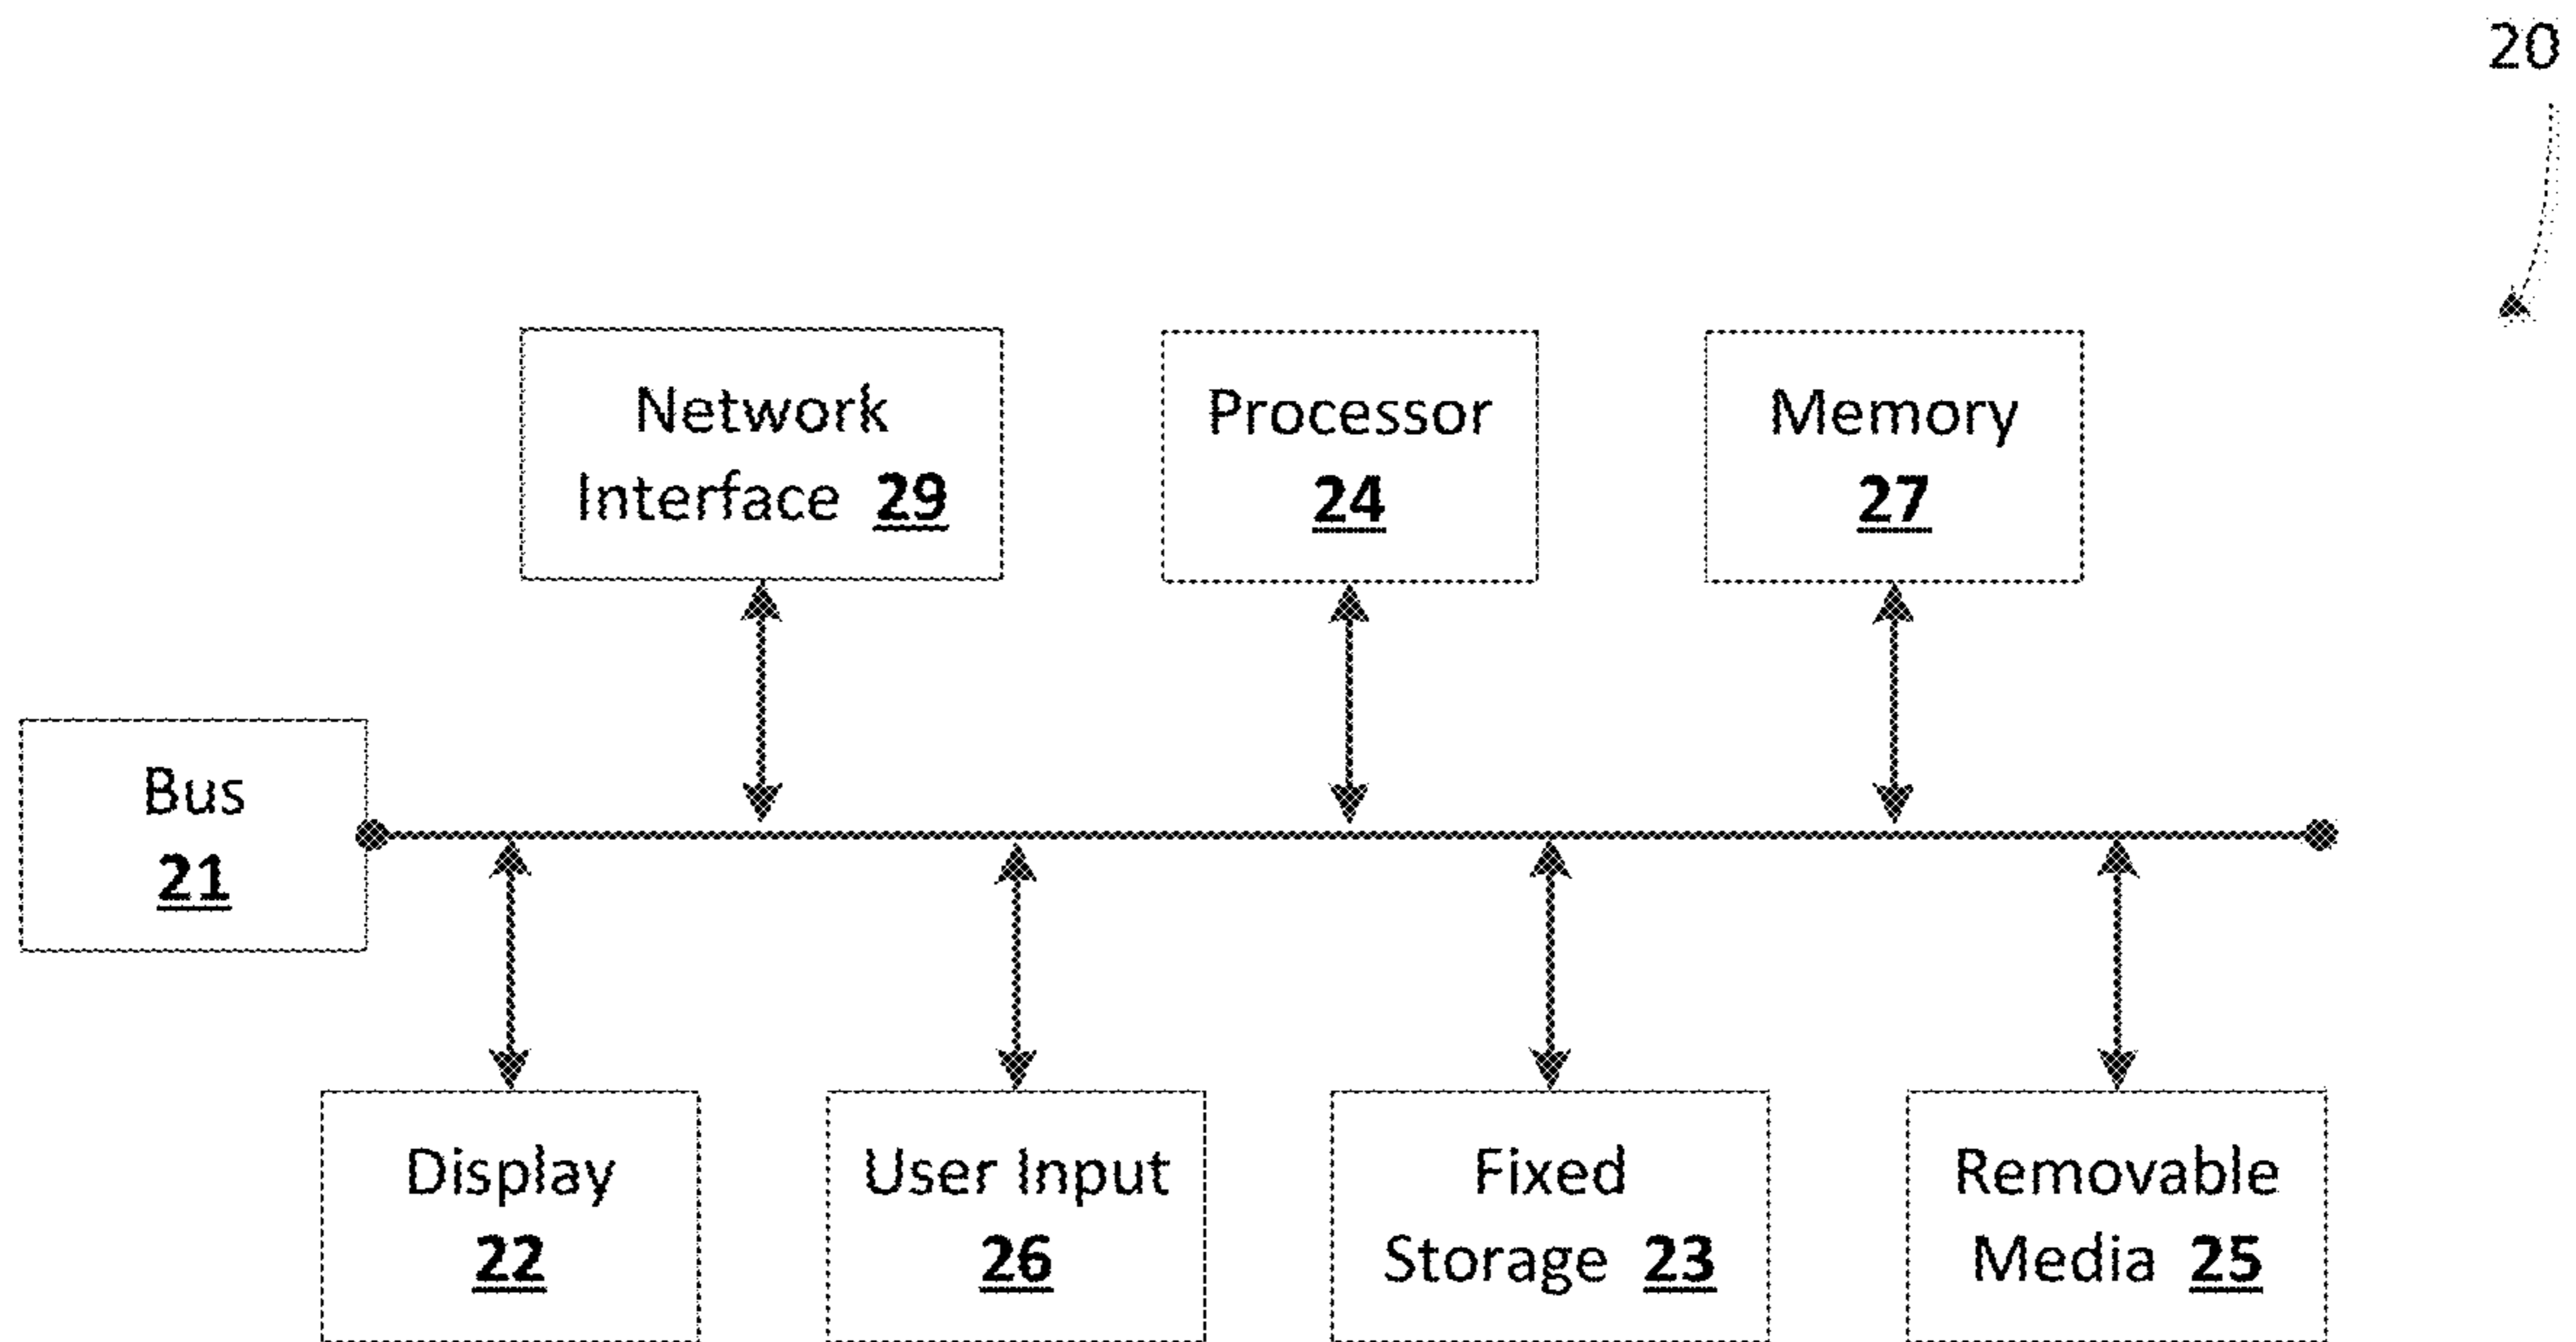 20
Network
Interface 29
Processor
24
Memory
27
Bus
21
Display
22
User Input
26
Fixed
Storage 23
Removable
Media 25